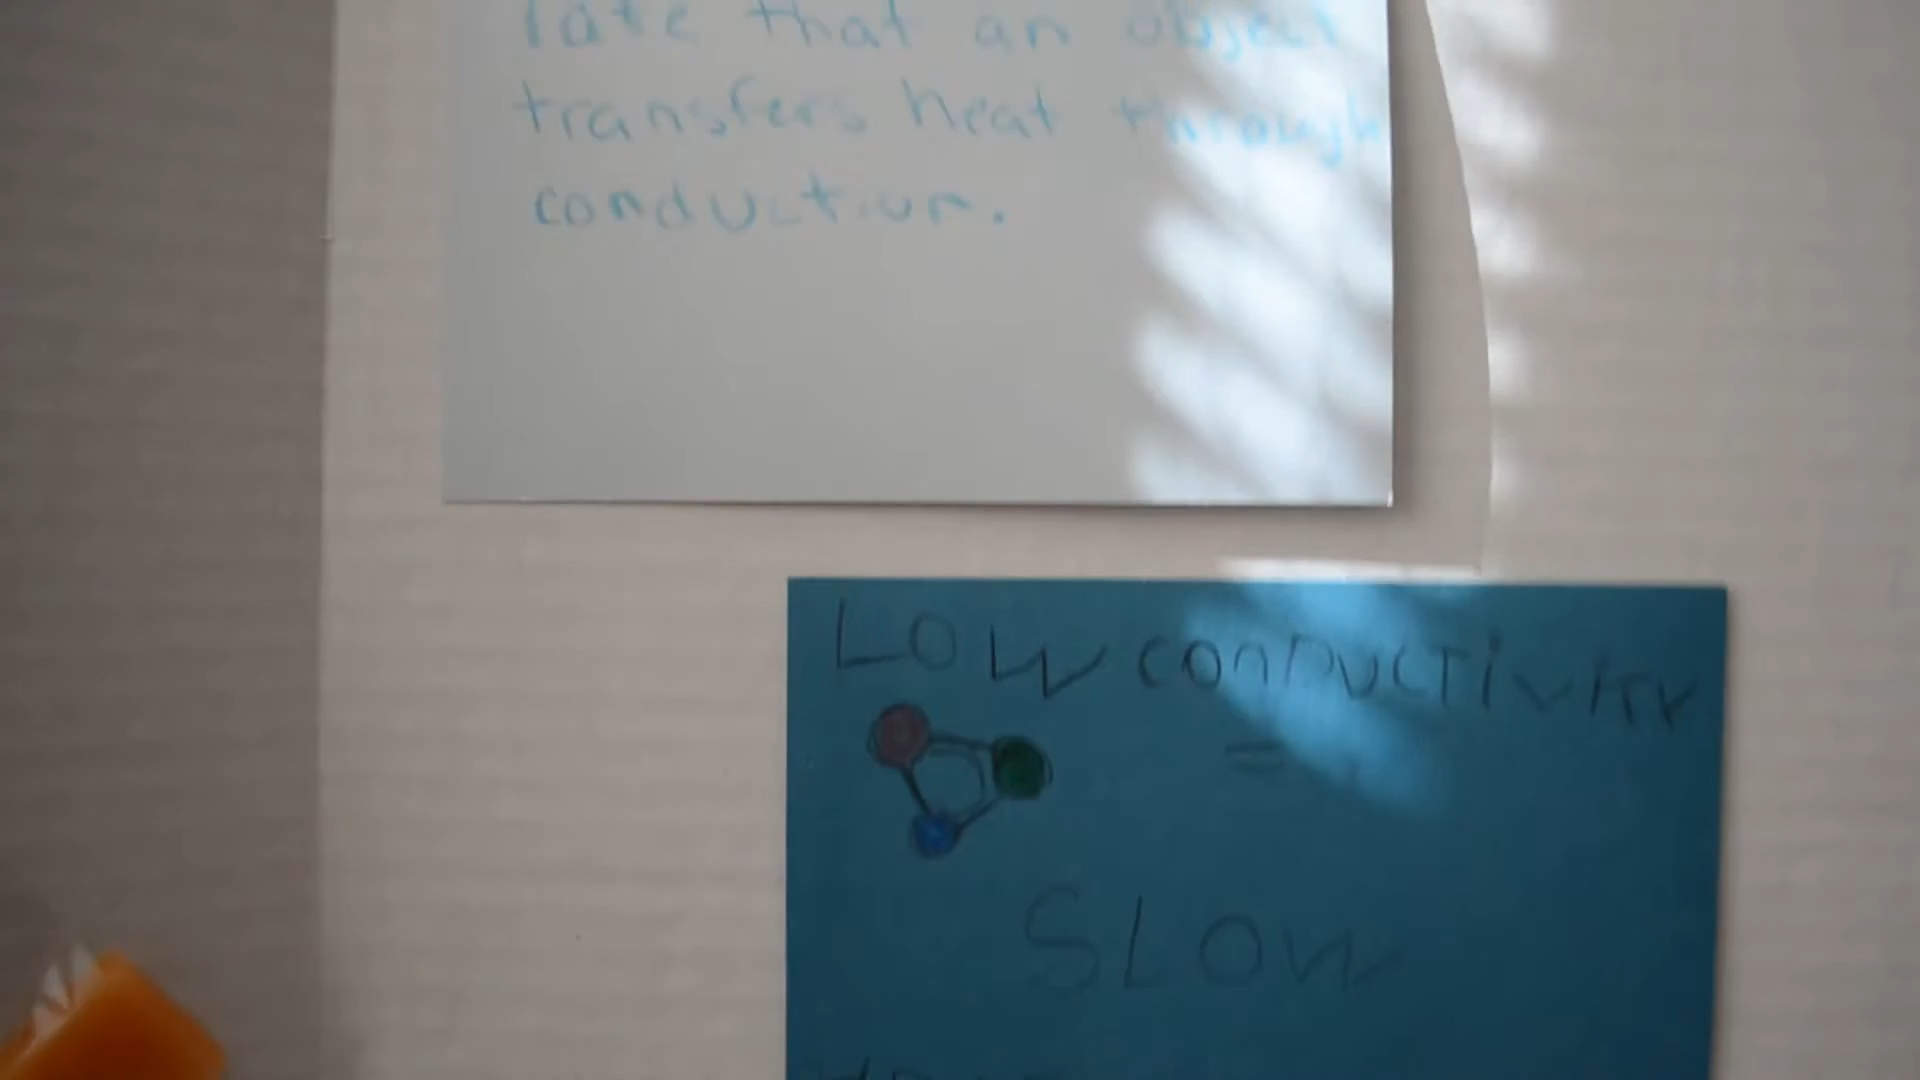 rate that an object
transfers heat through
conduction.
LOW CONDUCTIVITY
=
SLOW